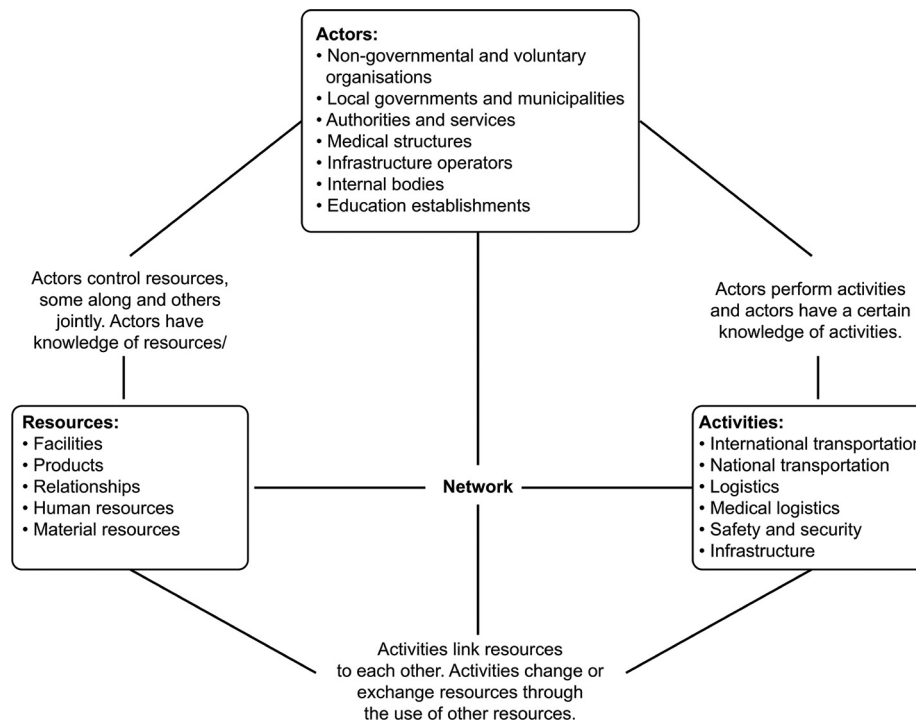 Actors:
• Non-governmental and voluntary
organisations
• Local governments and municipalities
• Authorities and services
• Medical structures
• Infrastructure operators
• Internal bodies
• Education establishments
Actors control resources,
some along and others
jointly. Actors have
knowledge of resources/
Actors perform activities
and actors have a certain
knowledge of activities.
Resources:
• Facilities
• Products
• Relationships
• Human resources
• Material resources
Network
Activities:
• International transportation
• National transportation
• Logistics
• Medical logistics
• Safety and security
• Infrastructure
Activities link resources
to each other. Activities change or
exchange resources through
the use of other resources.